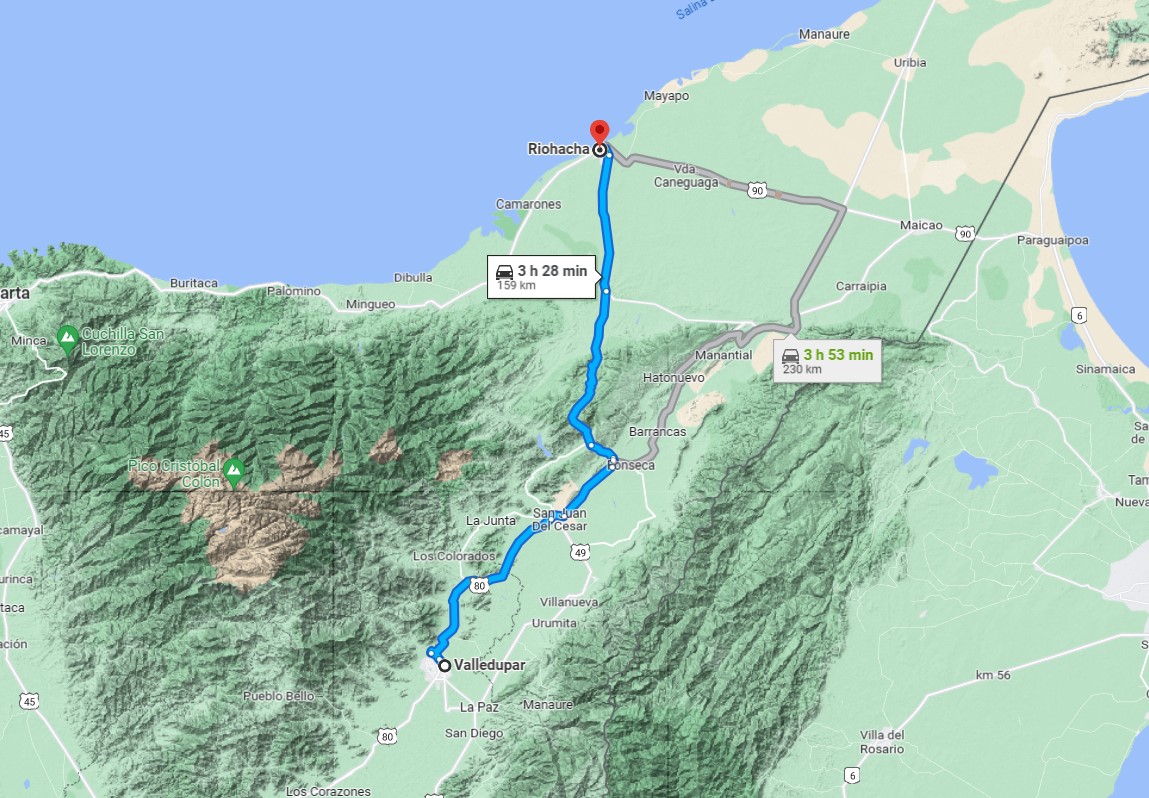 Salina
Manaure
Uribia
Mayapo
Riohacha
Vda
Caneguaga
90
Camarones
Maicao
90
Paraguaipoa
3 h 28 min
159 km
Buritaca
Palomino
Dibulla
Mingueo
Carraipia
6
arta
Minca
Cuchilla San
Lorenzo
Manantial
3 h 53 min
230 km
Hatonuevo
Sinamaica
45
Barrancas
Sa
de
Pico Cristóbal
Colón
Fonseca
Tam
Nueva
acamayal
La Junta
San Juan
Del Cesar
49
Los Colorados
80
urinca
Villanueva
taca
Urumita
ación
Valledupar
S
km 56
45
Pueblo Bello
La Paz
Manaure
80
San Diego
Villa del
Rosario
6
Los Corazones